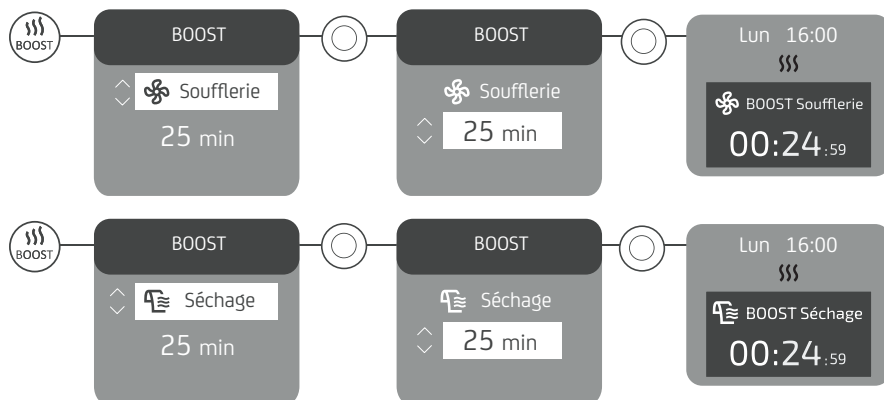 BOOST
BOOST
Soufflerie
25 min
BOOST
Soufflerie
25 min
Lun 16:00
BOOST Soufflerie
00:24:59
BOOST
BOOST
Séchage
25 min
BOOST
Séchage
25 min
Lun 16:00
BOOST Séchage
00:24:59